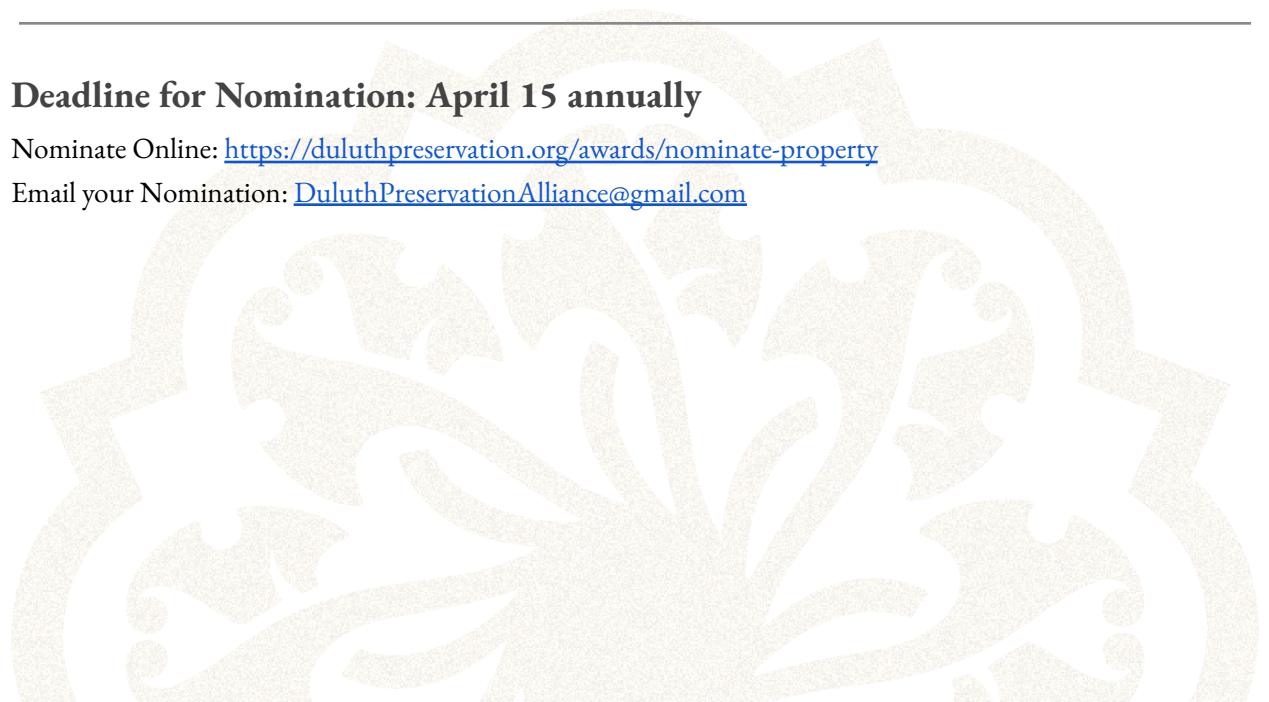 Deadline for Nomination: April 15 annually
Nominate Online: https://duluthpreservation.org/awards/nominate-property
Email your Nomination: DuluthPreservationAlliance@gmail.com